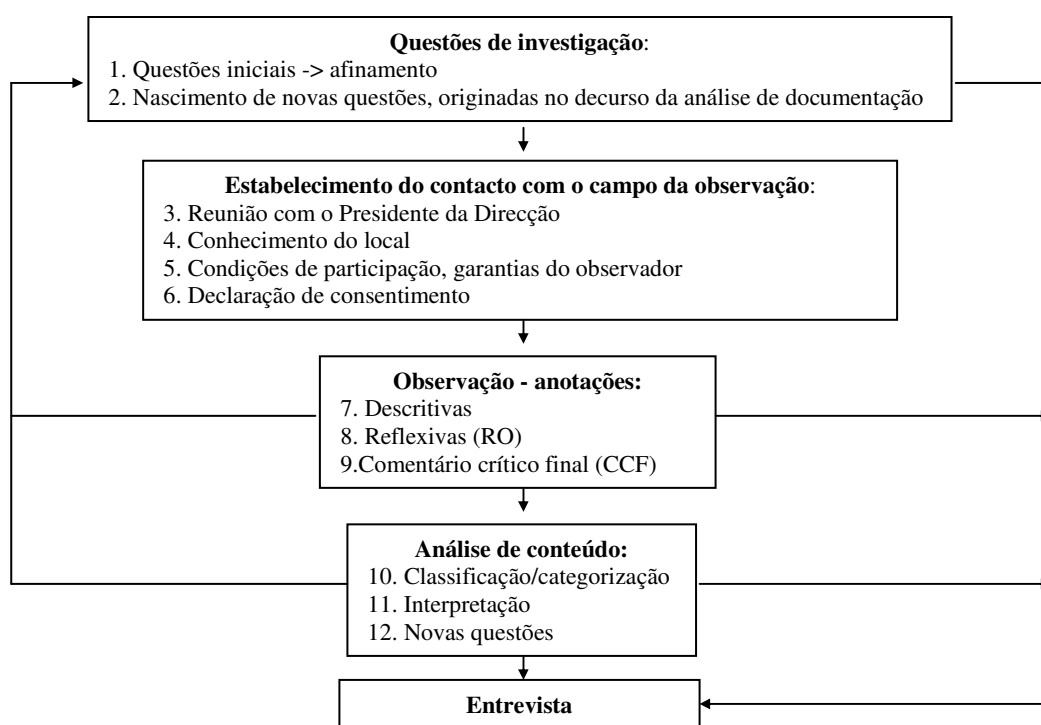 Questões de investigação:
1. Questões iniciais -> afinamento
2. Nascimento de novas questões, originadas no decurso da análise de documentação
Estabelecimento do contacto com o campo da observação:
3. Reunião com o Presidente da Direcção
4. Conhecimento do local
5. Condições de participação, garantias do observador
6. Declaração de consentimento
Observação - anotações:
7. Descritivas
8. Reflexivas (RO)
9.Comentário crítico final (CCF)
Análise de conteúdo:
10. Classificação/categorização
11. Interpretação
12. Novas questões
Entrevista